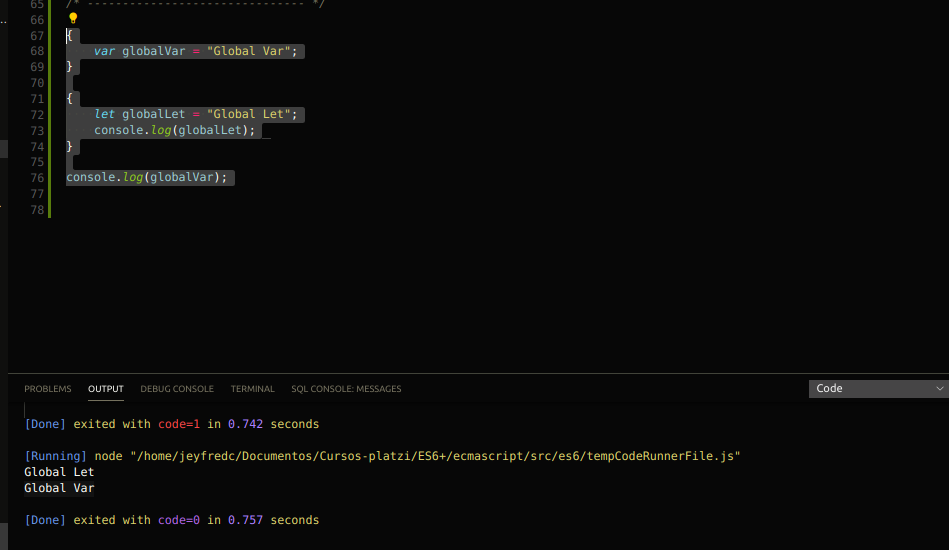 65 /* ------------------------------- */
66
67 {
68 var globalVar = "Global Var";
69 }
70
71 {
72 let globalLet = "Global Let";
73 console.log(globalLet);
74 }
75
76 console.log(globalVar);
77
78
PROBLEMS OUTPUT DEBUG CONSOLE TERMINAL SQL CONSOLE: MESSAGES Code
[Done] exited with code=1 in 0.742 seconds
[Running] node "/home/jeyfredc/Documentos/Cursos-platzi/ES6+/ecmascript/src/es6/tempCodeRunnerFile.js"
Global Let
Global Var
[Done] exited with code=0 in 0.757 seconds